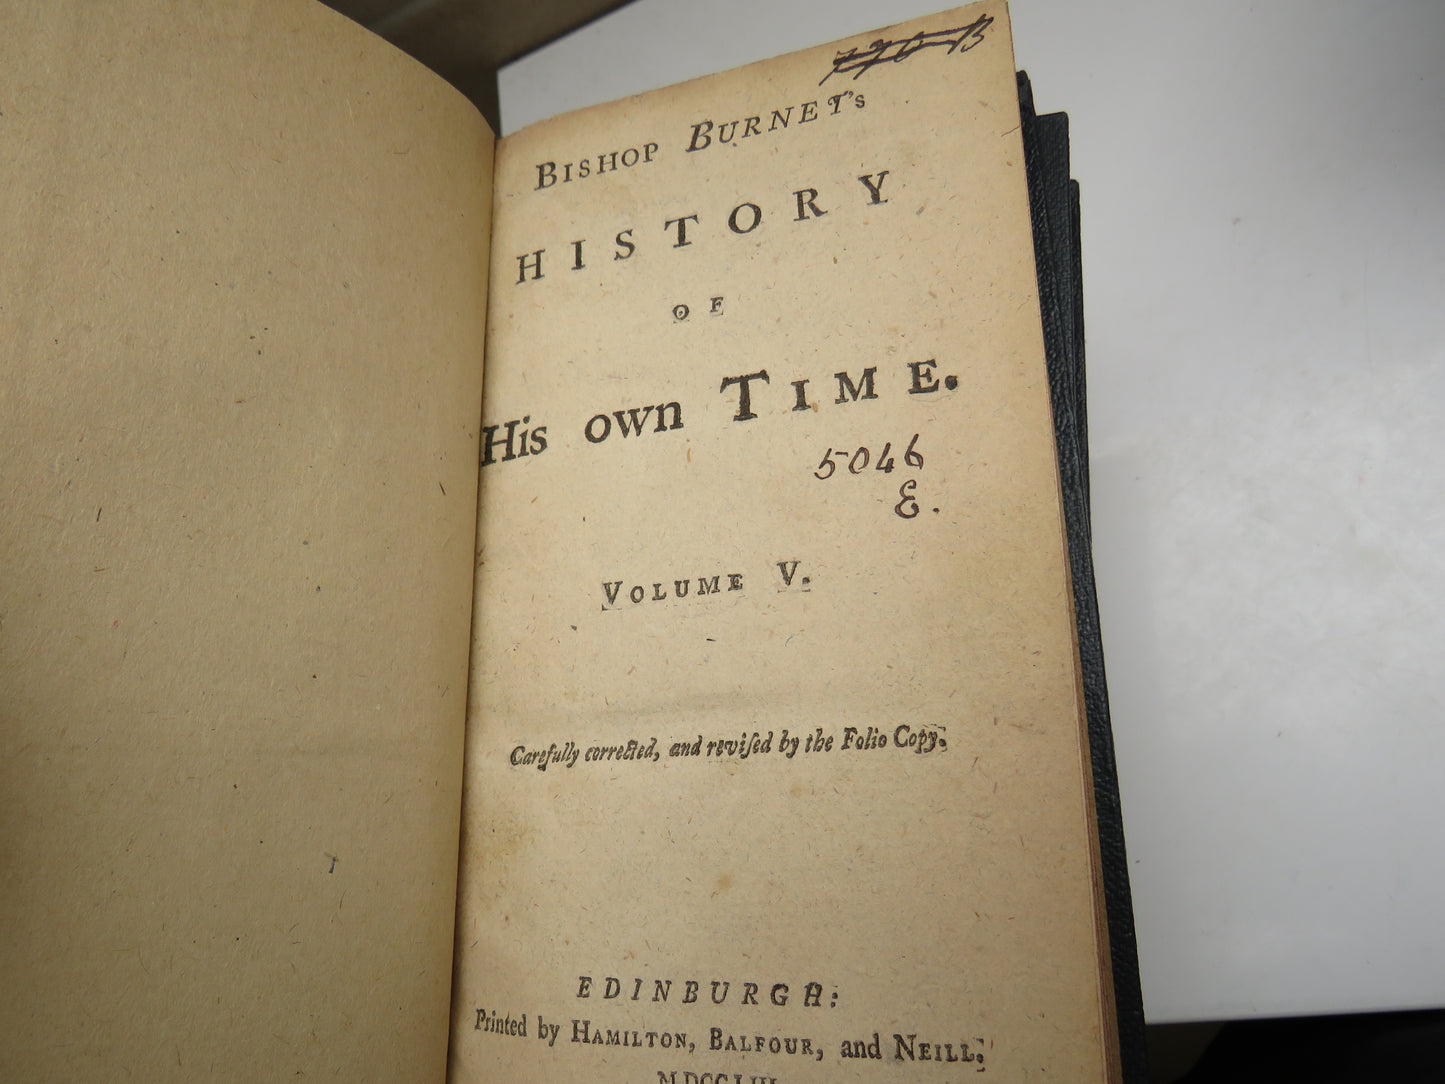 770 B
BISHOP BURNET's
HISTORY
OF
His own TIME.
5046
E.
VOLUME V.
Carefully corrected, and reviſed by the Folio Copy.
EDINBURGH:
Printed by HAMILTON, BALFOUR, and NEILL.
MDCCLIII